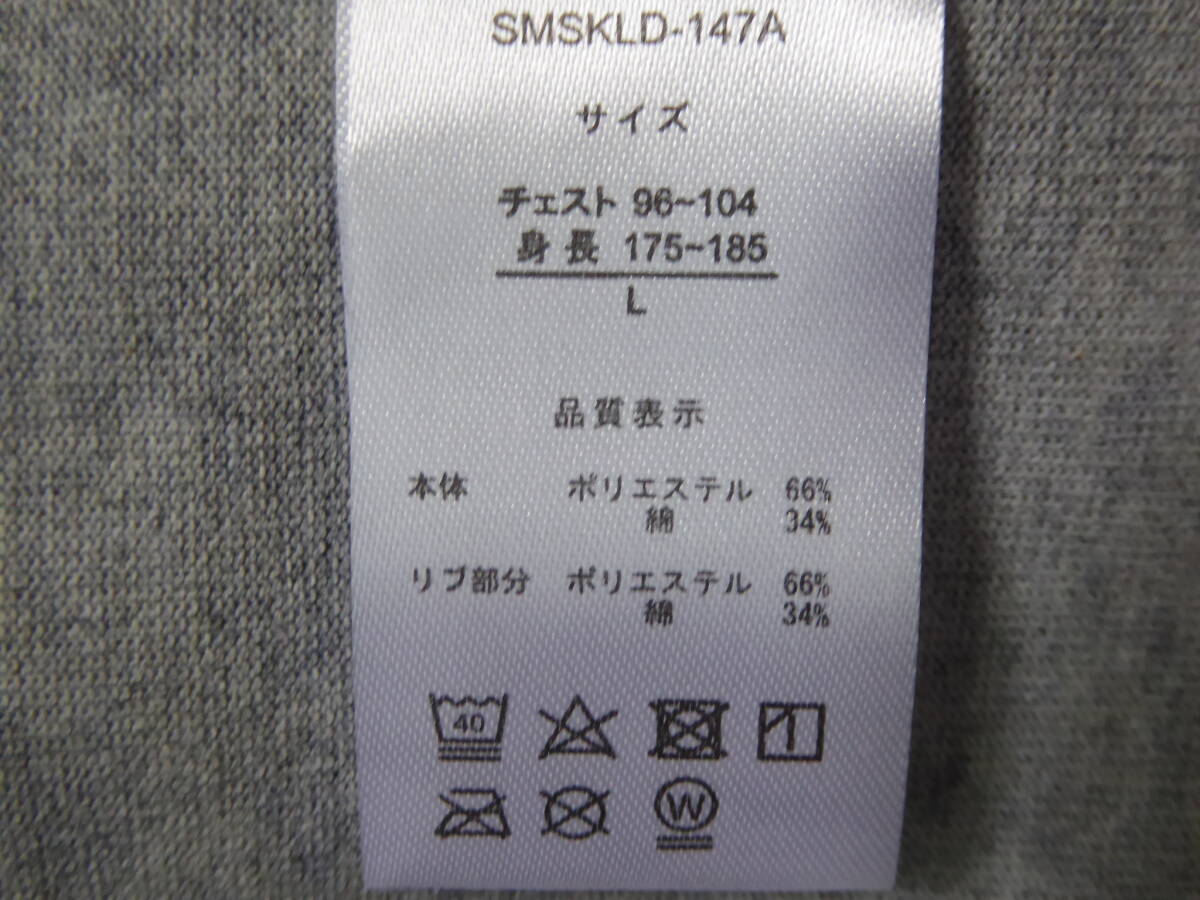 SMSKLD-147A
サイズ
チェスト 96~104
身長 175~185
L
品質表示
本体 ポリエステル 66%
綿 34%
リブ部分 ポリエステル 66%
綿 34%
40
W